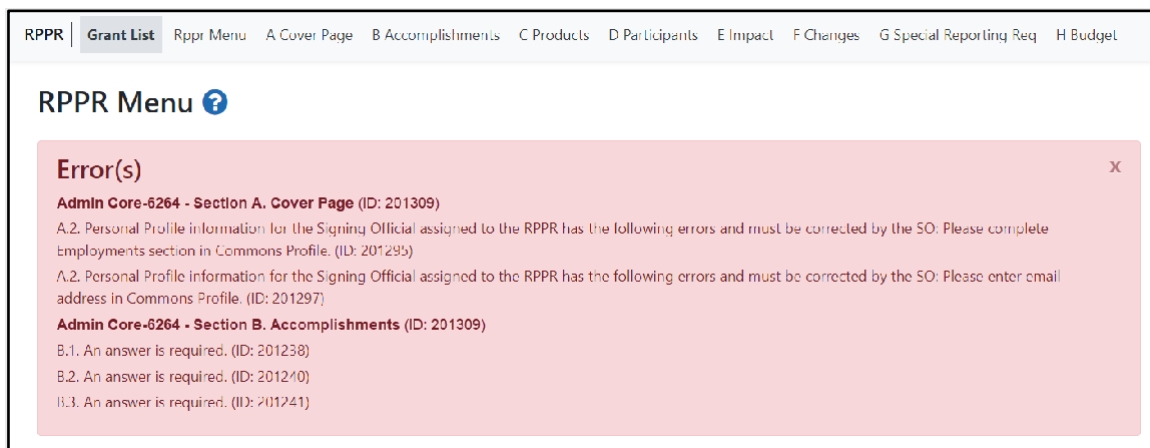 RPPR Grant List Rppr Menu A Cover Page B Accomplishments C Products D Participants E Impact F Changes G Special Reporting Req H Budget
RPPR Menu ?
Error(s) x
Admin Core-6264 - Section A. Cover Page (ID: 201309)
A.2. Personal Profile information for the Signing Official assigned to the RPPR has the following errors and must be corrected by the SO: Please complete
Employments section in Commons Profile. (ID: 201295)
A.2. Personal Profile information for the Signing Official assigned to the RPPR has the following errors and must be corrected by the SO: Please enter email
address in Commons Profile. (ID: 201297)
Admin Core-6264 - Section B. Accomplishments (ID: 201309)
B.1. An answer is required. (ID: 201238)
B.2. An answer is required. (ID: 201240)
B.3. An answer is required. (ID: 201241)